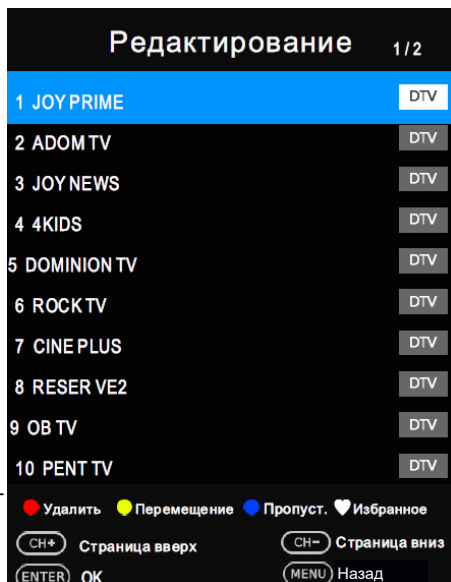 Редактирование 1/2
1 JOY PRIME DTV
2 ADOM TV DTV
3 JOY NEWS DTV
4 4KIDS DTV
5 DOMINION TV DTV
6 ROCK TV DTV
7 CINE PLUS DTV
8 RESER VE2 DTV
9 OB TV DTV
10 PENT TV DTV
Удалить Перемещение Пропуст. Избранное
CH+ Страница вверх CH- Страница вниз
ENTER OK MENU Назад